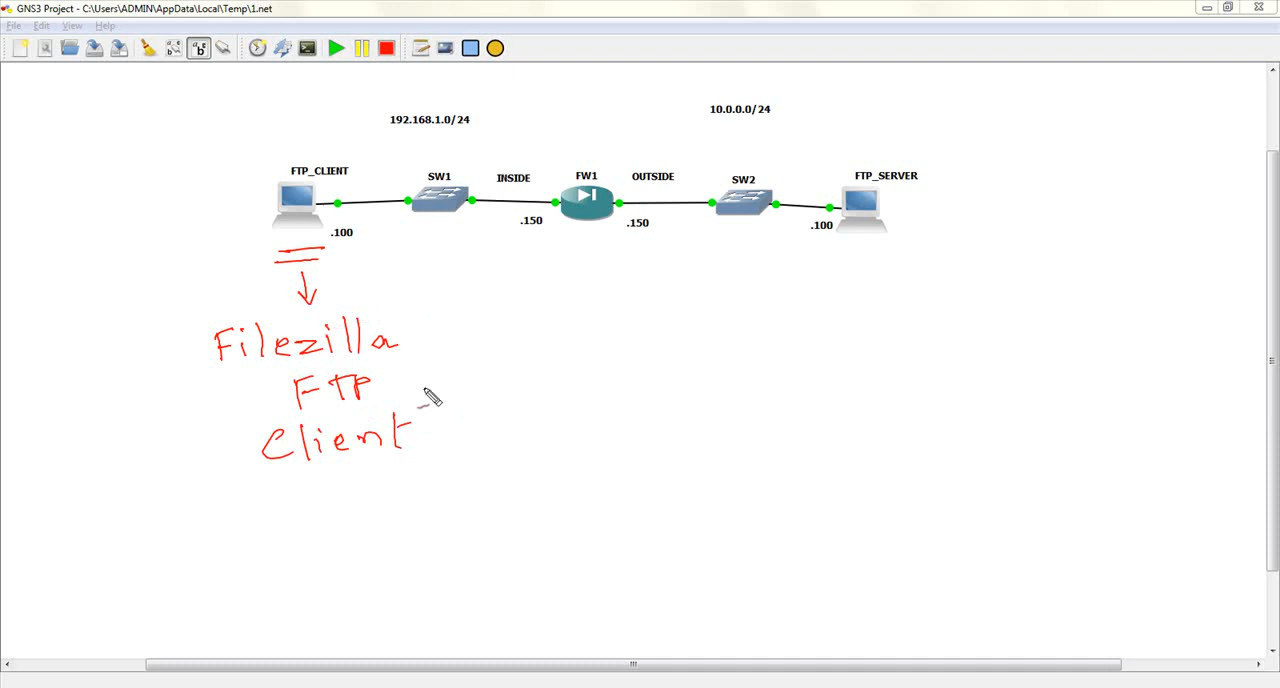 GNS3 Project - C:\Users\ADMIN\AppData\Local\Temp\1.net
File Edit View Help
10.0.0.0/24
192.168.1.0/24
FTP_CLIENT SW1 INSIDE FW1 OUTSIDE SW2 FTP_SERVER
.100 .150 .150 .100
Filezilla
FTP
Client